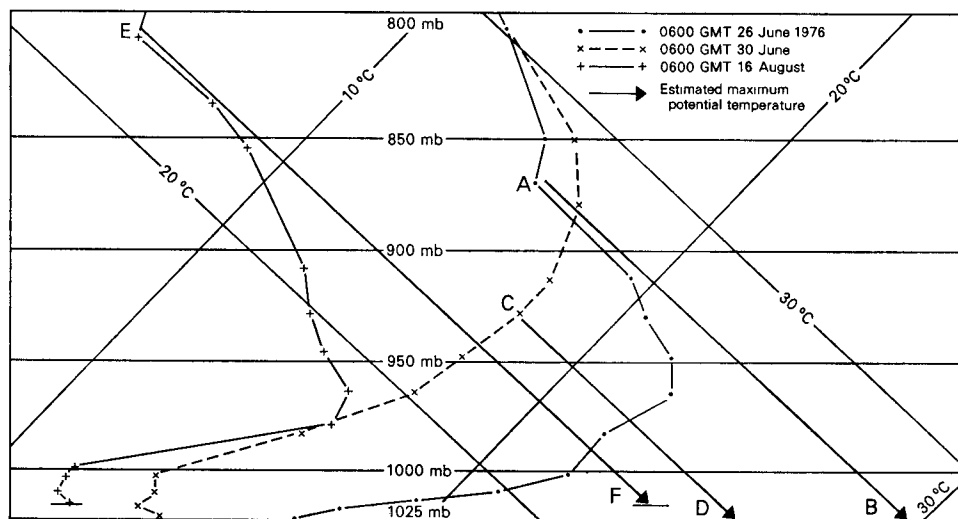 E
800 mb
0600 GMT 26 June 1976
0600 GMT 30 June
0600 GMT 16 August
Estimated maximum
potential temperature
10 °C
20 °C
850 mb
20 °C
A
900 mb
C
30 °C
950 mb
1000 mb
F
D
B
1025 mb
30 °C